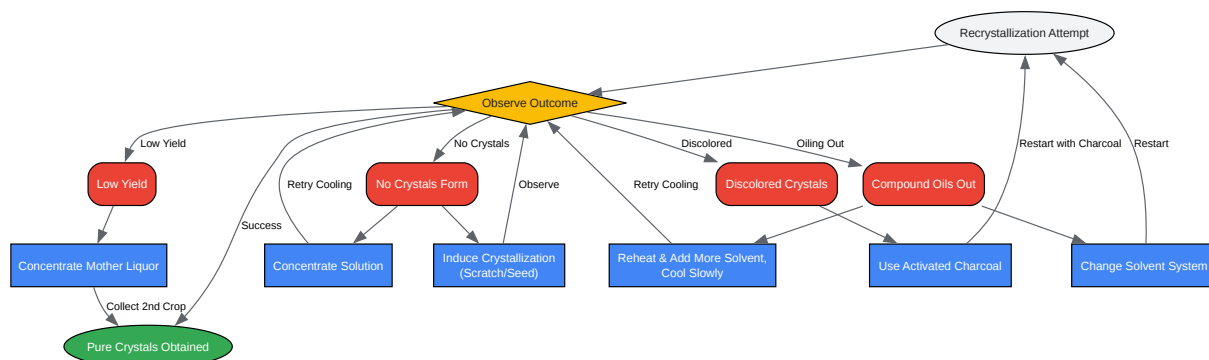 Recrystallization Attempt
Observe Outcome
Low Yield
No Crystals
Discolored
Oiling Out
Restart with Charcoal
Restart
Low Yield
Retry Cooling
No Crystals Form
Observe
Retry Cooling
Discolored Crystals
Compound Oils Out
Success
Concentrate Mother Liquor
Concentrate Solution
Induce Crystallization
(Scratch/Seed)
Reheat & Add More Solvent,
Cool Slowly
Use Activated Charcoal
Change Solvent System
Collect 2nd Crop
Pure Crystals Obtained